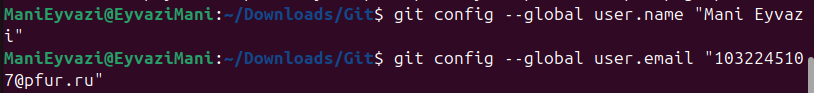 ManiEyvazi@EyvaziMani:~/Downloads/Git$ git config --global user.name "Mani Eyvaz
i"
ManiEyvazi@EyvaziMani:~/Downloads/Git$ git config --global user.email "103224510
7@pfur.ru"